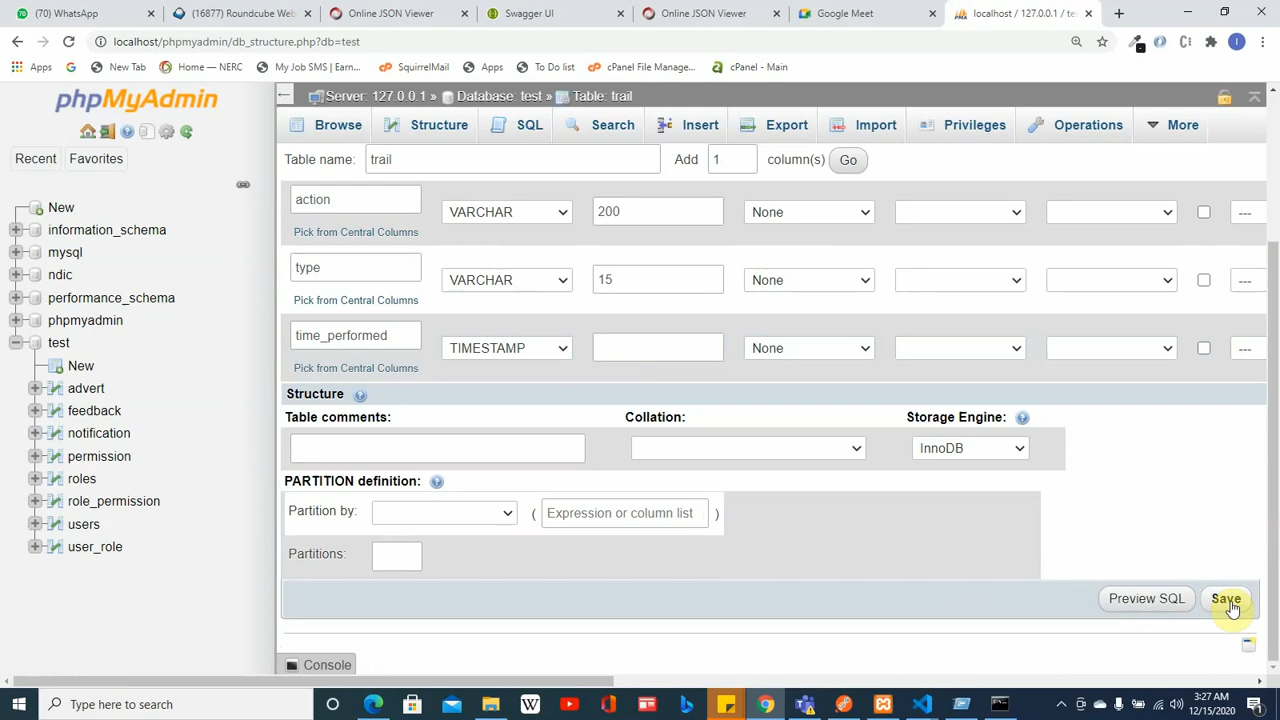 WhatsApp
(16877) Roundcube Web
Online JSON Viewer
Swagger UI
Online JSON Viewer
Google Meet
localhost / 127.0.0.1 / te
localhost/phpmyadmin/db_structure.php?db=test
Apps
New Tab
Home — NERC
My Job SMS | Earn...
SquirrelMail
Apps
To Do list
cPanel File Manage...
cPanel - Main
phpMyAdmin
Recent
Favorites
New
information_schema
mysql
ndic
performance_schema
phpmyadmin
test
New
advert
feedback
notification
permission
roles
role_permission
users
user_role
Server: 127.0.0.1 » Database: test » Table: trail
Browse
Structure
SQL
Search
Insert
Export
Import
Privileges
Operations
More
Table name: trail Add 1 column(s) Go
action VARCHAR 200 None ---
Pick from Central Columns
type VARCHAR 15 None ---
Pick from Central Columns
time_performed TIMESTAMP None ---
Pick from Central Columns
Structure
Table comments: Collation: Storage Engine:
InnoDB
PARTITION definition:
Partition by: ( Expression or column list )
Partitions:
Preview SQL Save
Console
Type here to search
3:27 AM
12/15/2020